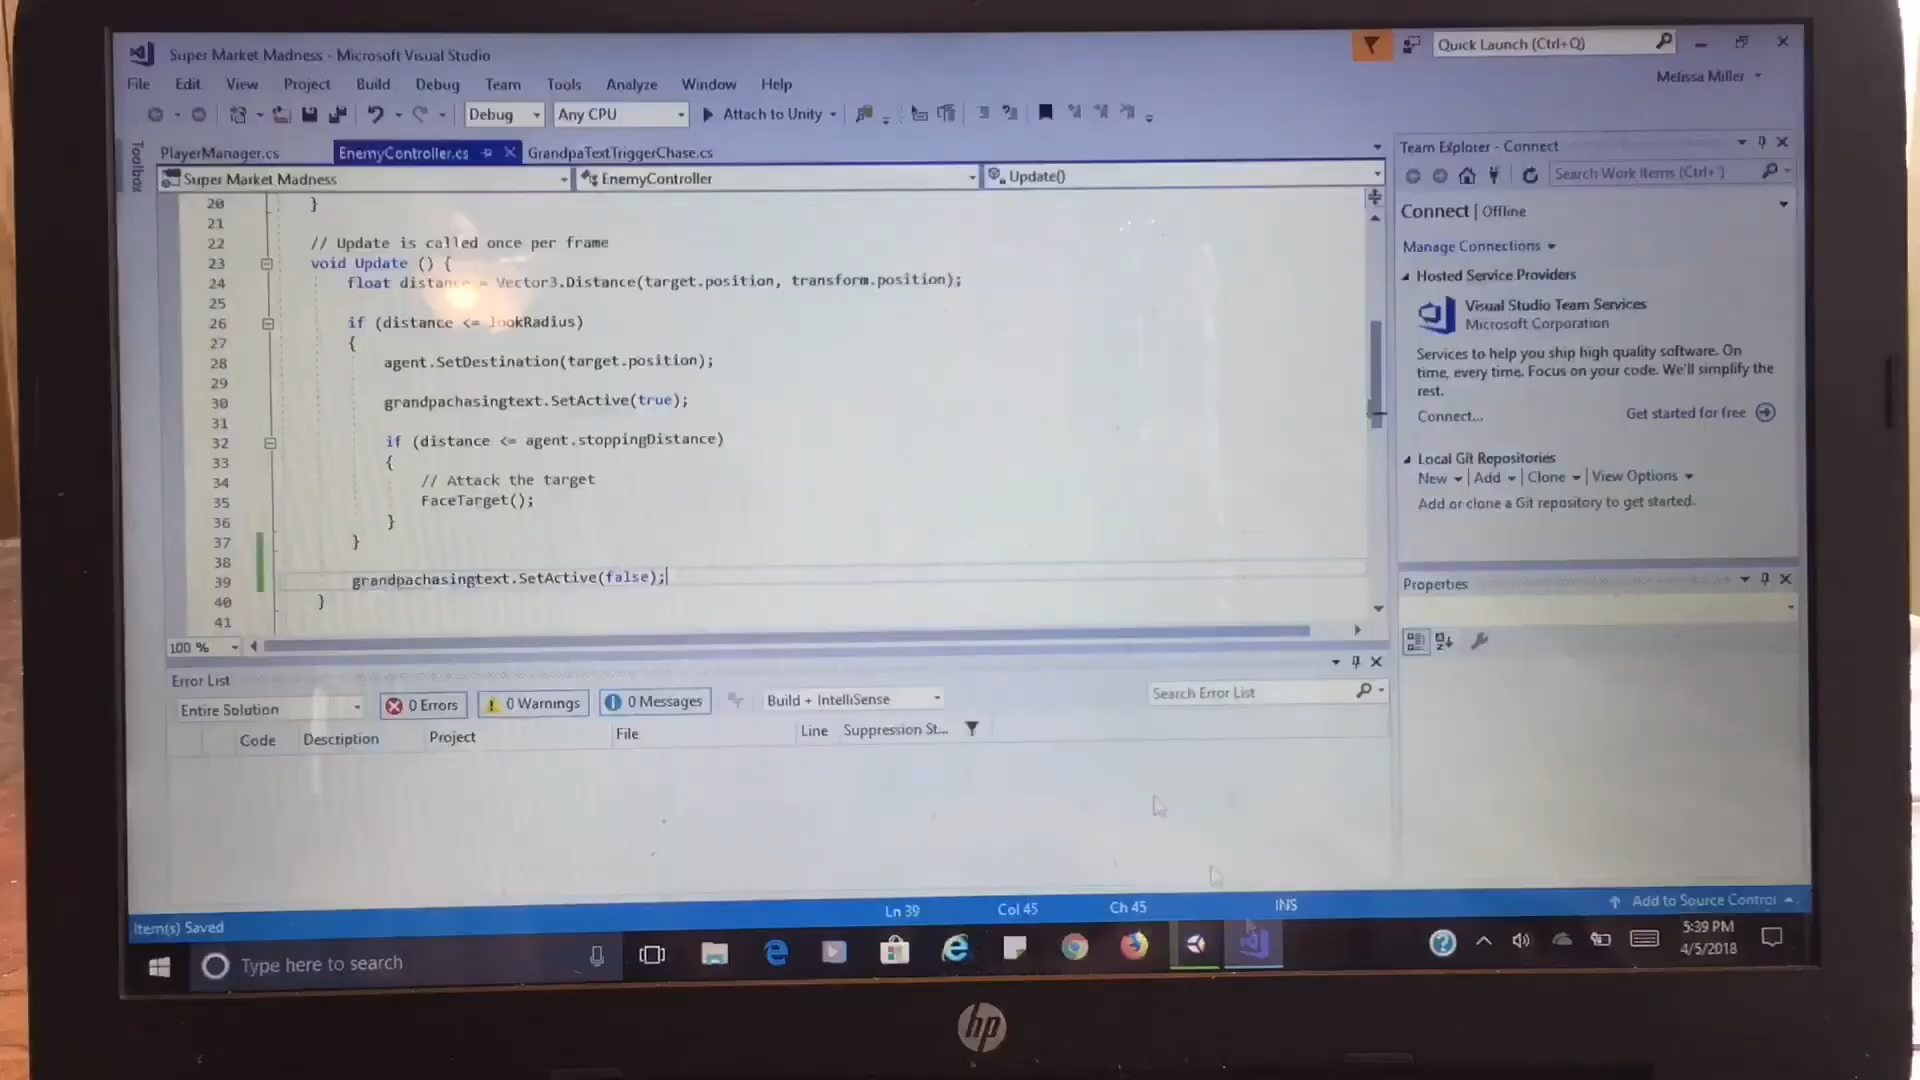 Super Market Madness - Microsoft Visual Studio
Quick Launch (Ctrl+Q)
File Edit View Project Build Debug Team Tools Analyze Window Help
Melissa Miller
Debug Any CPU Attach to Unity
Toolbox
PlayerManager.cs EnemyController.cs GrandpaTextTriggerChase.cs
Super Market Madness EnemyController Update()
20 }
21
22 // Update is called once per frame
23 void Update () {
24 float distance = Vector3.Distance(target.position, transform.position);
25
26 if (distance <= lookRadius)
27 {
28 agent.SetDestination(target.position);
29
30 grandpachasingtext.SetActive(true);
31
32 if (distance <= agent.stoppingDistance)
33 {
34 // Attack the target
35 FaceTarget();
36 }
37 }
38
39 grandpachasingtext.SetActive(false);
40 }
41
100 %
Team Explorer - Connect
Search Work Items (Ctrl+')
Connect | Offline
Manage Connections
Hosted Service Providers
Visual Studio Team Services
Microsoft Corporation
Services to help you ship high quality software. On
time, every time. Focus on your code. We'll simplify the
rest.
Connect... Get started for free
Local Git Repositories
New Add Clone View Options
Add or clone a Git repository to get started.
Properties
Error List
Entire Solution 0 Errors 0 Warnings 0 Messages Build + IntelliSense Search Error List
Code Description Project File Line Suppression St...
Item(s) Saved Ln 39 Col 45 Ch 45 INS Add to Source Control
Type here to search
5:39 PM
4/5/2018
hp